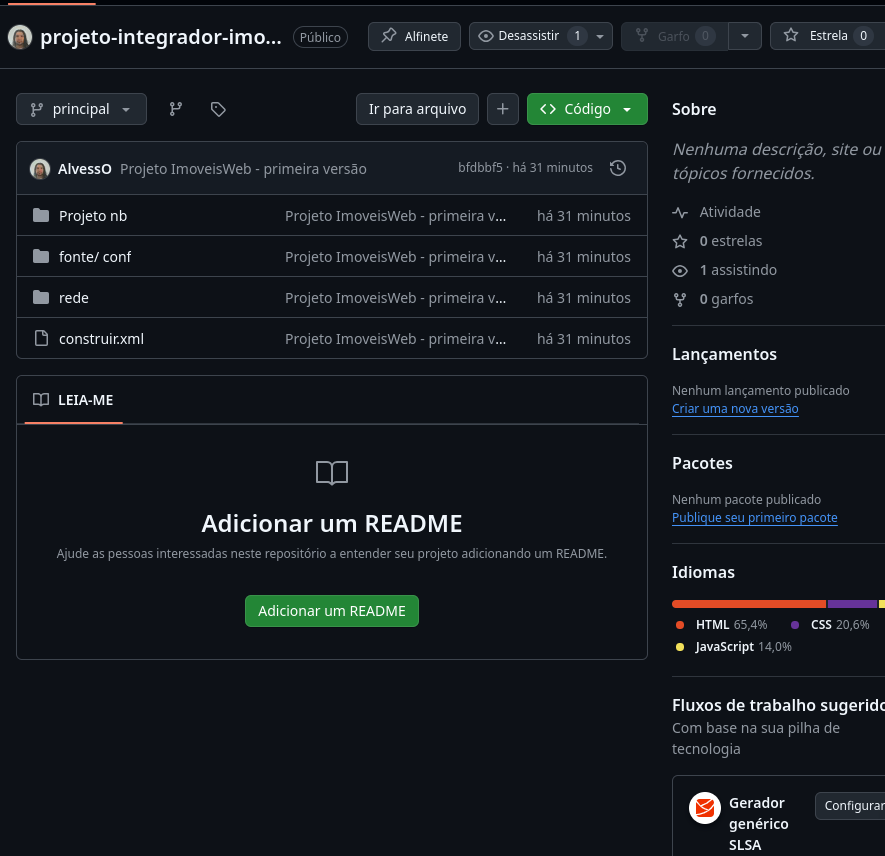 projeto-integrador-imo...
Público
Alfinete
Desassistir 1
Garfo 0
Estrela 0
principal
Ir para arquivo
Código
AlvessO Projeto ImoveisWeb - primeira versão bfdbbf5 · há 31 minutos
Projeto nb Projeto ImoveisWeb - primeira v... há 31 minutos
fonte/ conf Projeto ImoveisWeb - primeira v... há 31 minutos
rede Projeto ImoveisWeb - primeira v... há 31 minutos
construir.xml Projeto ImoveisWeb - primeira v... há 31 minutos
LEIA-ME
Adicionar um README
Ajude as pessoas interessadas neste repositório a entender seu projeto adicionando um README.
Adicionar um README
Sobre
Nenhuma descrição, site ou
tópicos fornecidos.
Atividade
0 estrelas
1 assistindo
0 garfos
Lançamentos
Nenhum lançamento publicado
Criar uma nova versão
Pacotes
Nenhum pacote publicado
Publique seu primeiro pacote
Idiomas
HTML 65,4% CSS 20,6%
JavaScript 14,0%
Fluxos de trabalho sugerido
Com base na sua pilha de
tecnologia
Gerador
genérico
SLSA
Configurar